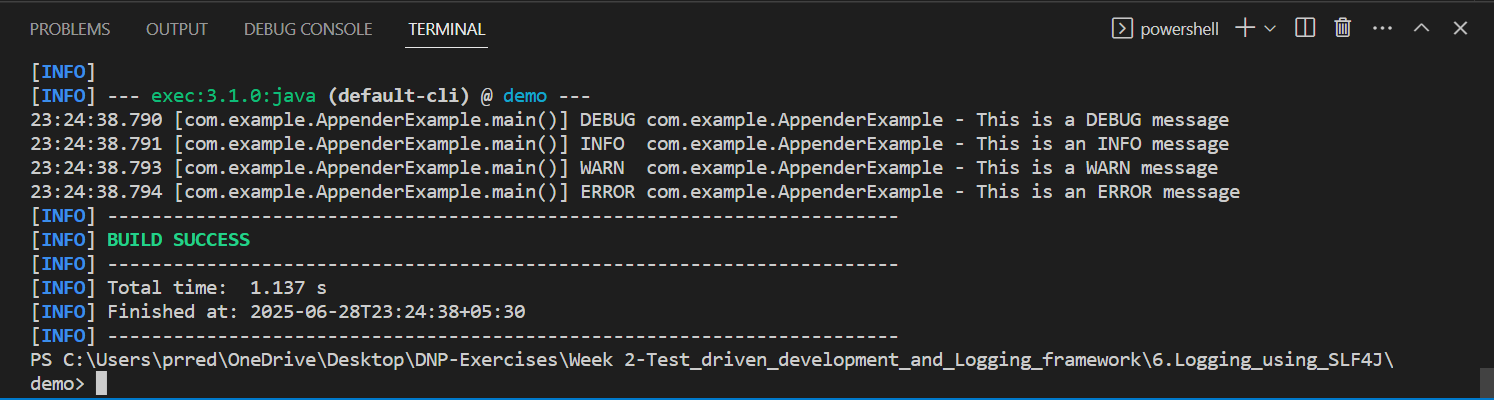 PROBLEMS OUTPUT DEBUG CONSOLE TERMINAL powershell
[INFO]
[INFO] --- exec:3.1.0:java (default-cli) @ demo ---
23:24:38.790 [com.example.AppenderExample.main()] DEBUG com.example.AppenderExample - This is a DEBUG message
23:24:38.791 [com.example.AppenderExample.main()] INFO  com.example.AppenderExample - This is an INFO message
23:24:38.793 [com.example.AppenderExample.main()] WARN  com.example.AppenderExample - This is a WARN message
23:24:38.794 [com.example.AppenderExample.main()] ERROR com.example.AppenderExample - This is an ERROR message
[INFO] ------------------------------------------------------------------------
[INFO] BUILD SUCCESS
[INFO] ------------------------------------------------------------------------
[INFO] Total time:  1.137 s
[INFO] Finished at: 2025-06-28T23:24:38+05:30
[INFO] ------------------------------------------------------------------------
PS C:\Users\prred\OneDrive\Desktop\DNP-Exercises\Week 2-Test_driven_development_and_Logging_framework\6.Logging_using_SLF4J\
demo>